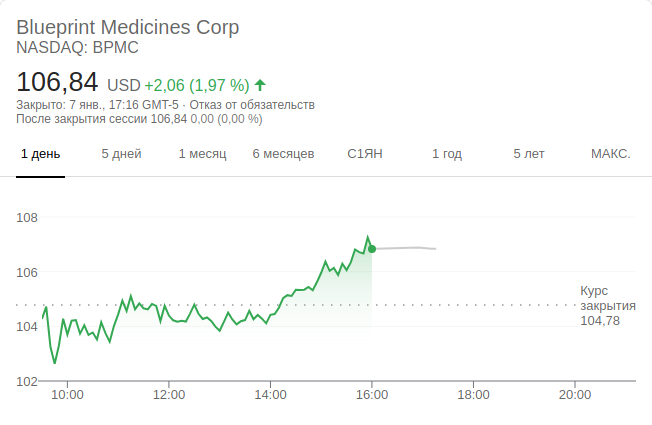 Blueprint Medicines Corp
NASDAQ: BPMC
106,84 USD +2,06 (1,97 %)
Закрыто: 7 янв., 17:16 GMT-5 · Отказ от обязательств
После закрытия сессии 106,84 0,00 (0,00 %)
1 день 5 дней 1 месяц 6 месяцев С1ЯН 1 год 5 лет МАКС.
108
106
Курс
закрытия
104,78
104
102
10:00 12:00 14:00 16:00 18:00 20:00